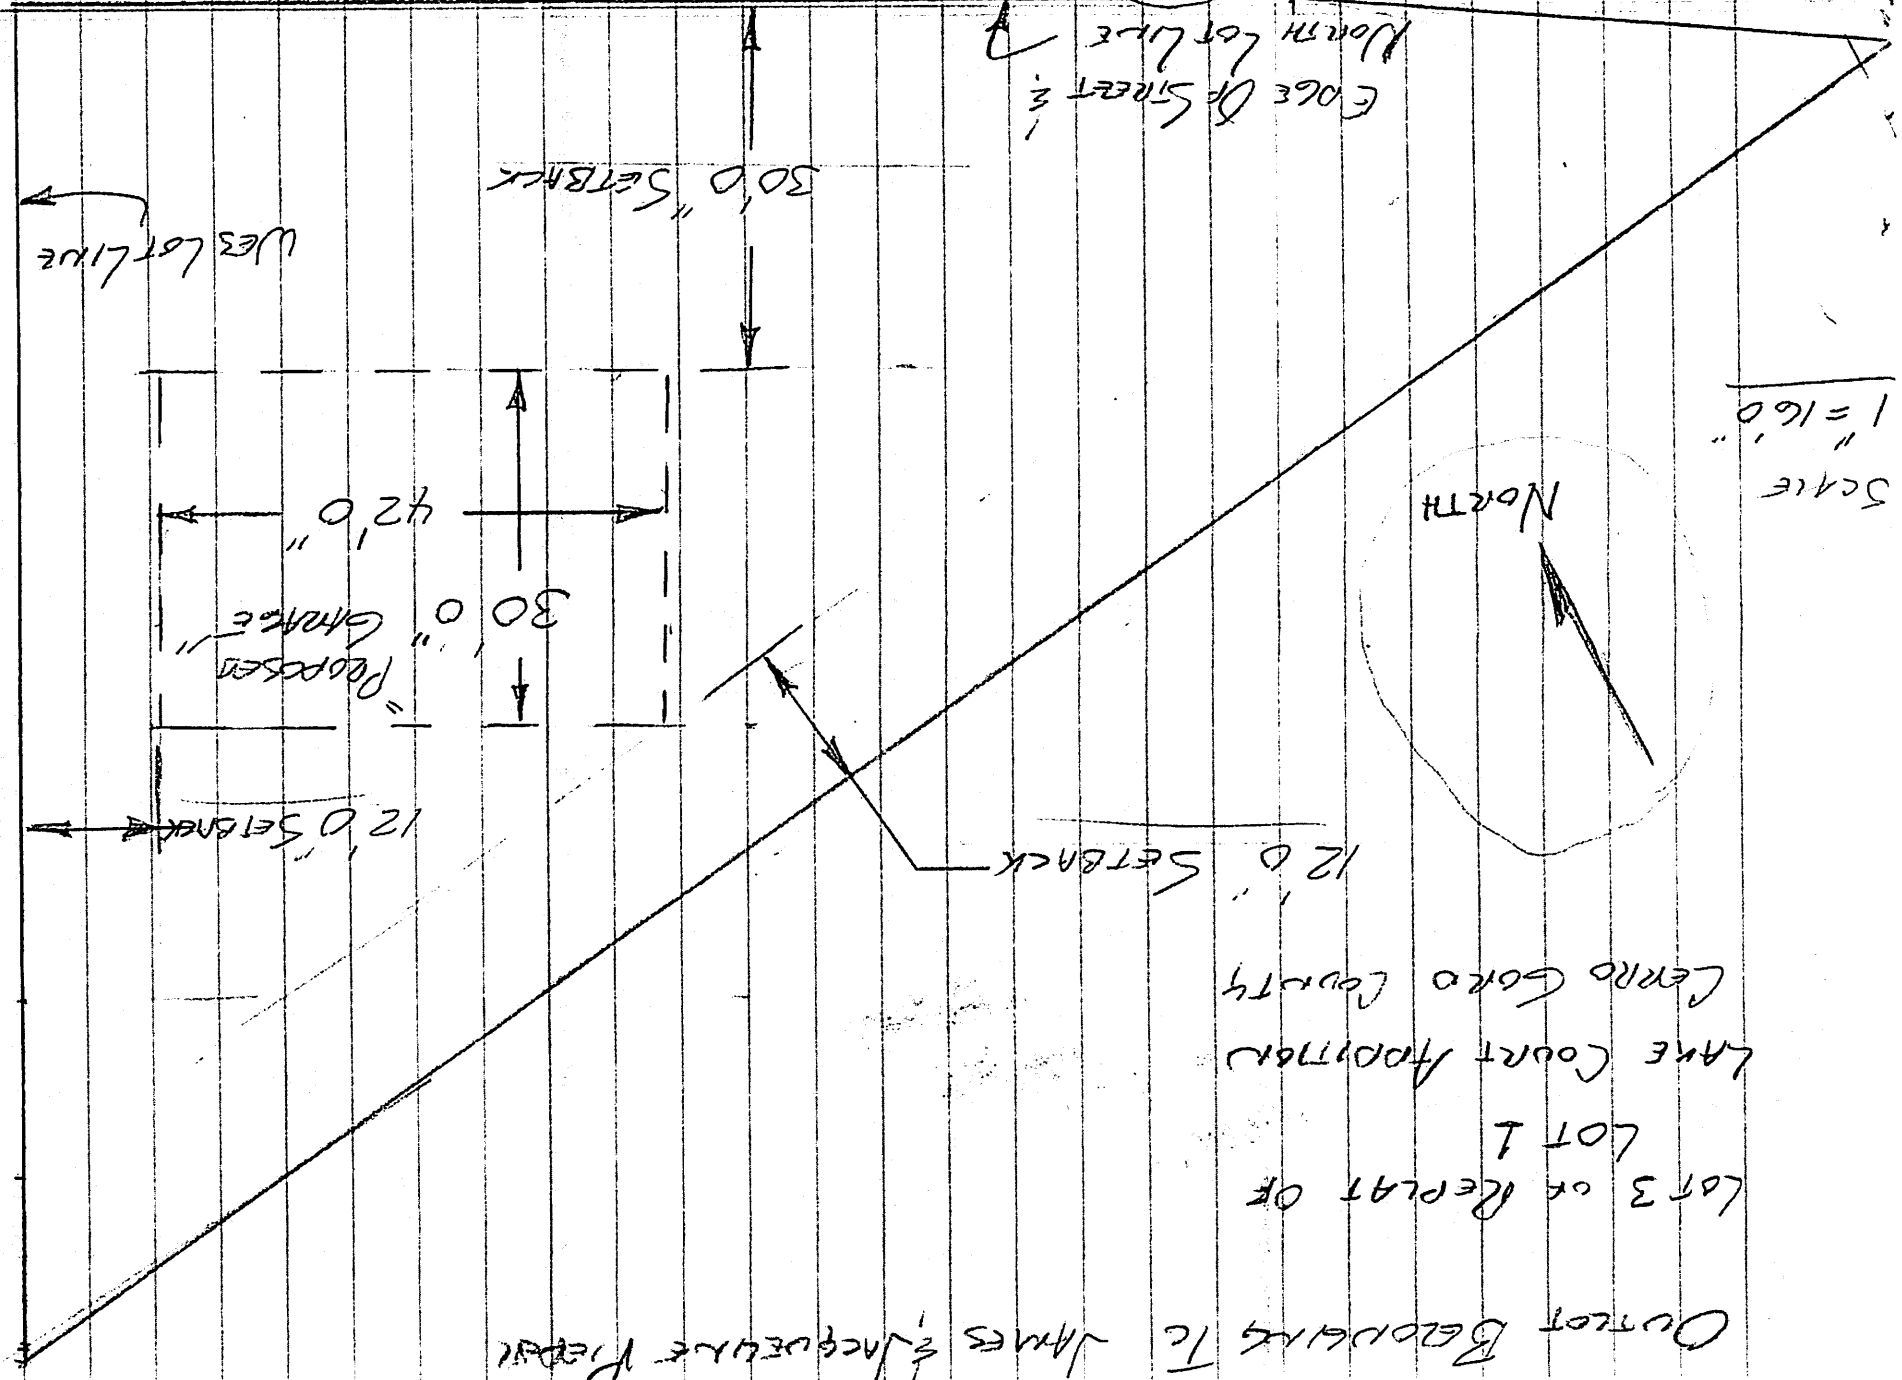 OUTLOT BELONGING TO JAMES & JACQUELINE
LOT 3 OF REPLAT OF
LOT 1
LAKE COURT ADDITION
CERRO GORDO COUNTY
12'0" SETBACK
12'0" SETBACK
"PROPOSED
GARAGE"
30'0"
42'0"
NORTH
SCALE
1"=16'0"
WES LOT LINE
30'0" SETBACK
EDGE OF STREET &
NORTH LOT LINE